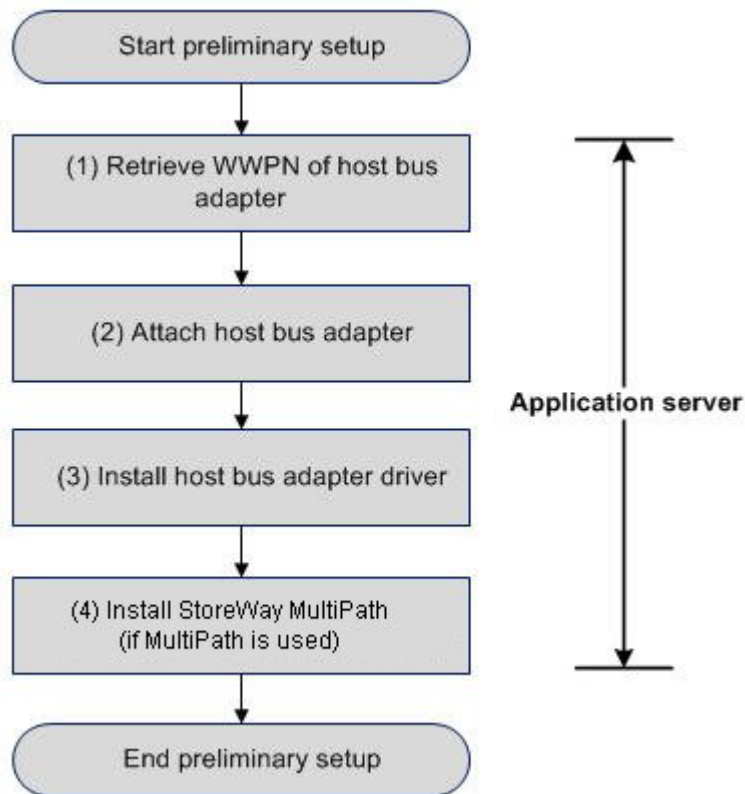 Start preliminary setup
(1) Retrieve WWPN of host bus
adapter
(2) Attach host bus adapter
(3) Install host bus adapter driver
(4) Install StoreWay MultiPath
(if MultiPath is used)
End preliminary setup
Application server